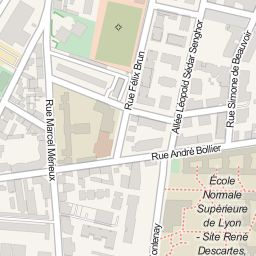 Rue Félix Brun
Allée Léopold Sédar Senghor
Rue Simone de Beauvoir
Rue Marcel Mérieux
Rue André Bollier
École
Normale
Supérieure
de Lyon
- Site René
Descartes,